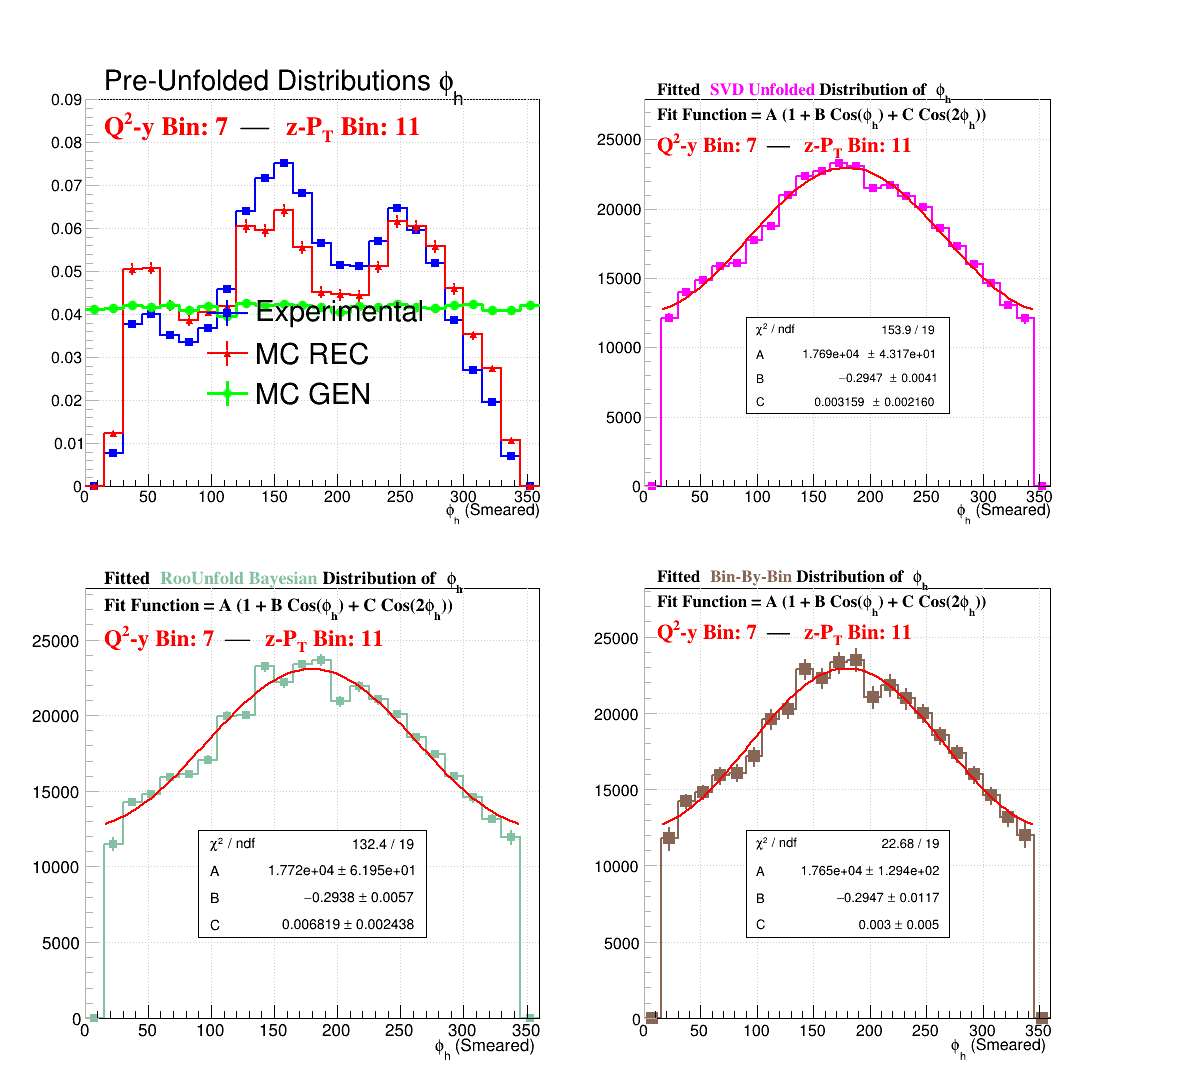 Pre-Unfolded Distributions ϕh
Q²-y Bin: 7 — z-PT Bin: 11
0.09
0.08
0.07
0.06
0.05
0.04
0.03
0.02
0.01
0
Experimental
MC REC
MC GEN
0 50 100 150 200 250 300 350
ϕh (Smeared)
Fitted SVD Unfolded Distribution of ϕh
Fit Function = A (1 + B Cos(ϕh) + C Cos(2ϕh))
Q²-y Bin: 7 — z-PT Bin: 11
25000
20000
15000
10000
5000
0
χ² / ndf 153.9 / 19
A 1.769e+04 ± 4.317e+01
B −0.2947 ± 0.0041
C 0.003159 ± 0.002160
0 50 100 150 200 250 300 350
ϕh (Smeared)
Fitted RooUnfold Bayesian Distribution of ϕh
Fit Function = A (1 + B Cos(ϕh) + C Cos(2ϕh))
Q²-y Bin: 7 — z-PT Bin: 11
25000
20000
15000
10000
5000
0
χ² / ndf 132.4 / 19
A 1.772e+04 ± 6.195e+01
B −0.2938 ± 0.0057
C 0.006819 ± 0.002438
0 50 100 150 200 250 300 350
ϕh (Smeared)
Fitted Bin-By-Bin Distribution of ϕh
Fit Function = A (1 + B Cos(ϕh) + C Cos(2ϕh))
Q²-y Bin: 7 — z-PT Bin: 11
25000
20000
15000
10000
5000
0
χ² / ndf 22.68 / 19
A 1.765e+04 ± 1.294e+02
B −0.2947 ± 0.0117
C 0.003 ± 0.005
0 50 100 150 200 250 300 350
ϕh (Smeared)